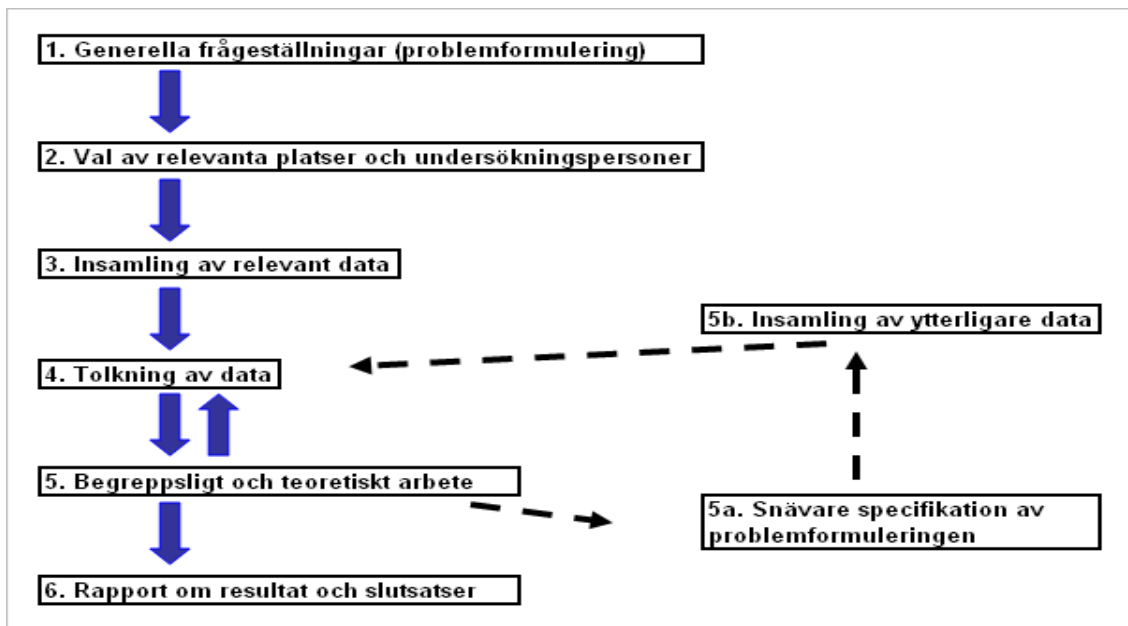 1. Generella frågeställningar (problemformulering)
2. Val av relevanta platser och undersökningspersoner
3. Insamling av relevant data
5b. Insamling av ytterligare data
4. Tolkning av data
5. Begreppsligt och teoretiskt arbete
5a. Snävare specifikation av
problemformuleringen
6. Rapport om resultat och slutsatser